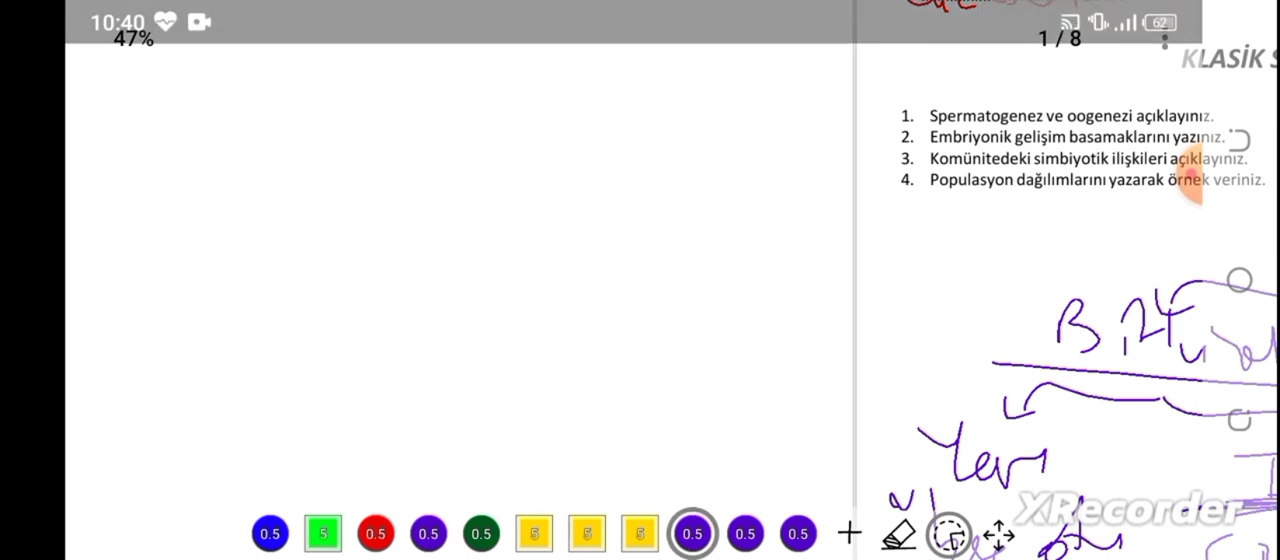 10:40
62
47%
1 / 8
KLASİK S
1. Spermatogenez ve oogenezi açıklayınız.
2. Embriyonik gelişim basamaklarını yazınız.
3. Komünitedeki simbiyotik ilişkileri açıklayınız.
4. Populasyon dağılımlarını yazarak örnek veriniz.
0.5 5 0.5 0.5 0.5 5 5 5 0.5 0.5 0.5
XRecorder